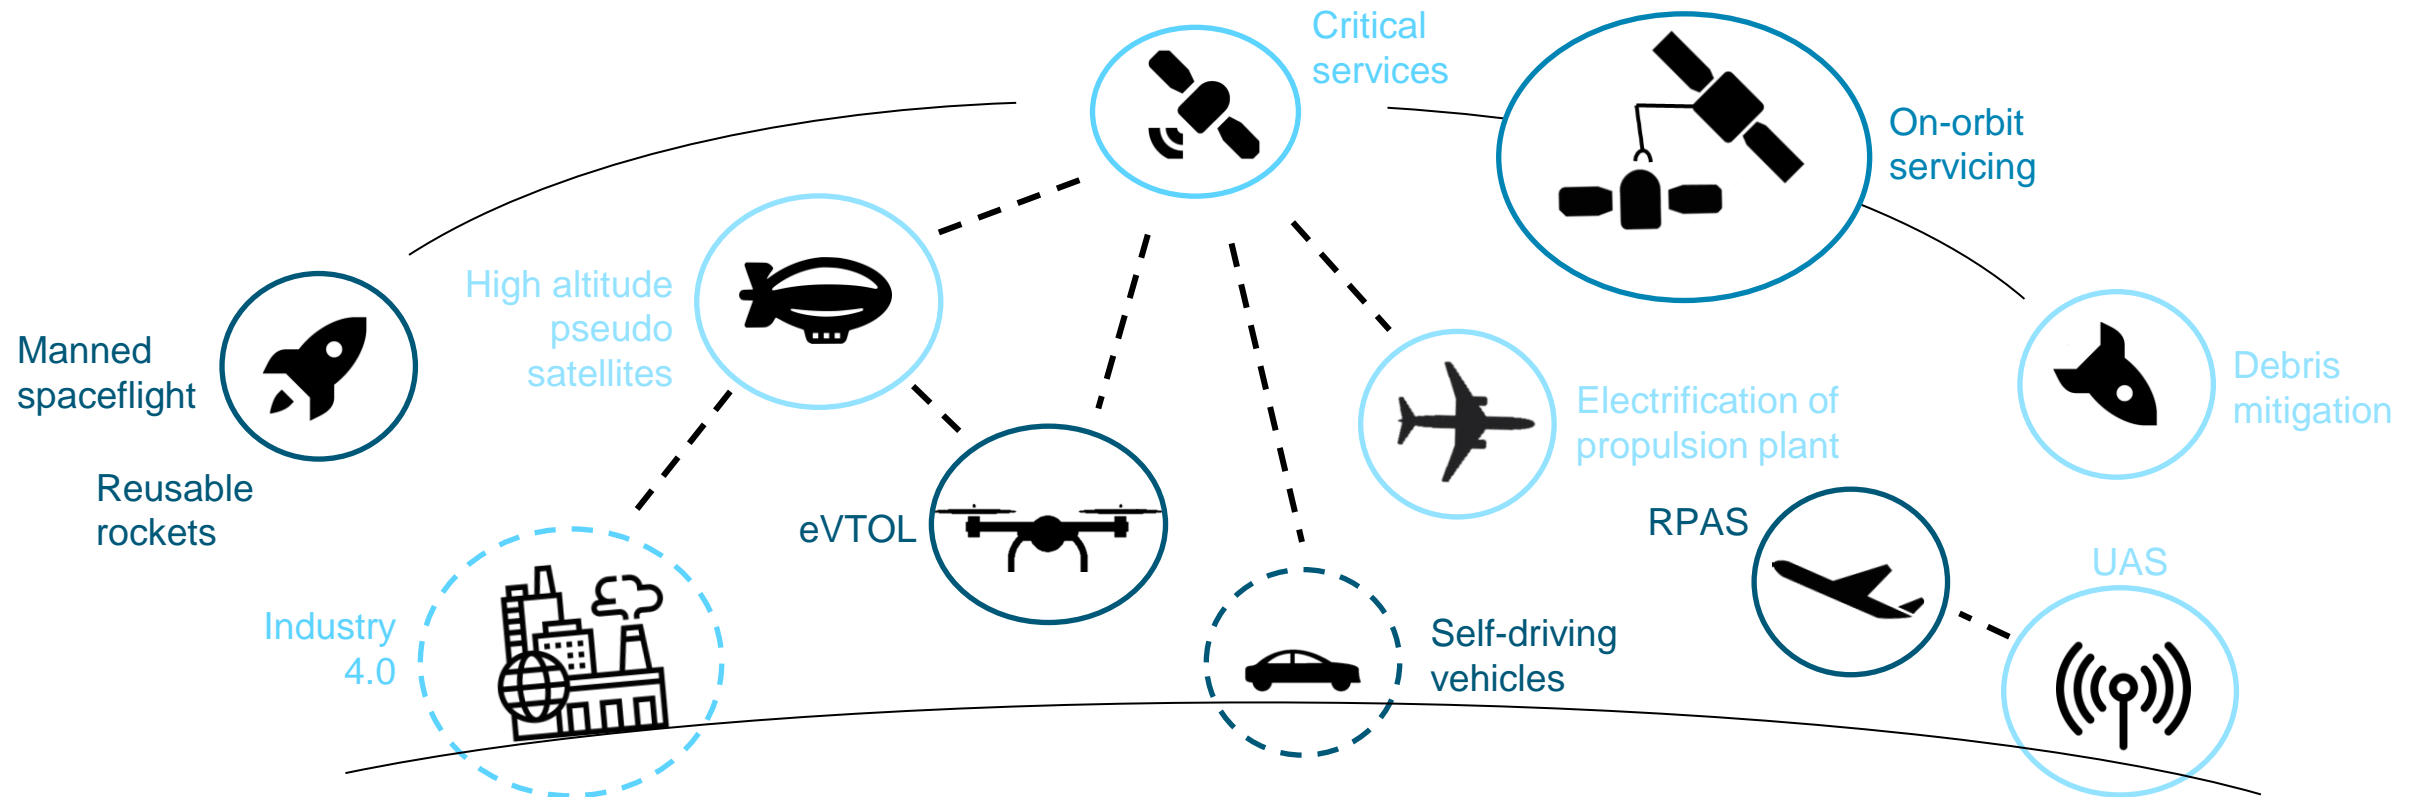 Critical
services
On-orbit
servicing
High altitude
pseudo
satellites
Manned
spaceflight
Debris
mitigation
Electrification of
propulsion plant
Reusable
rockets
eVTOL
RPAS
UAS
Industry
4.0
Self-driving
vehicles